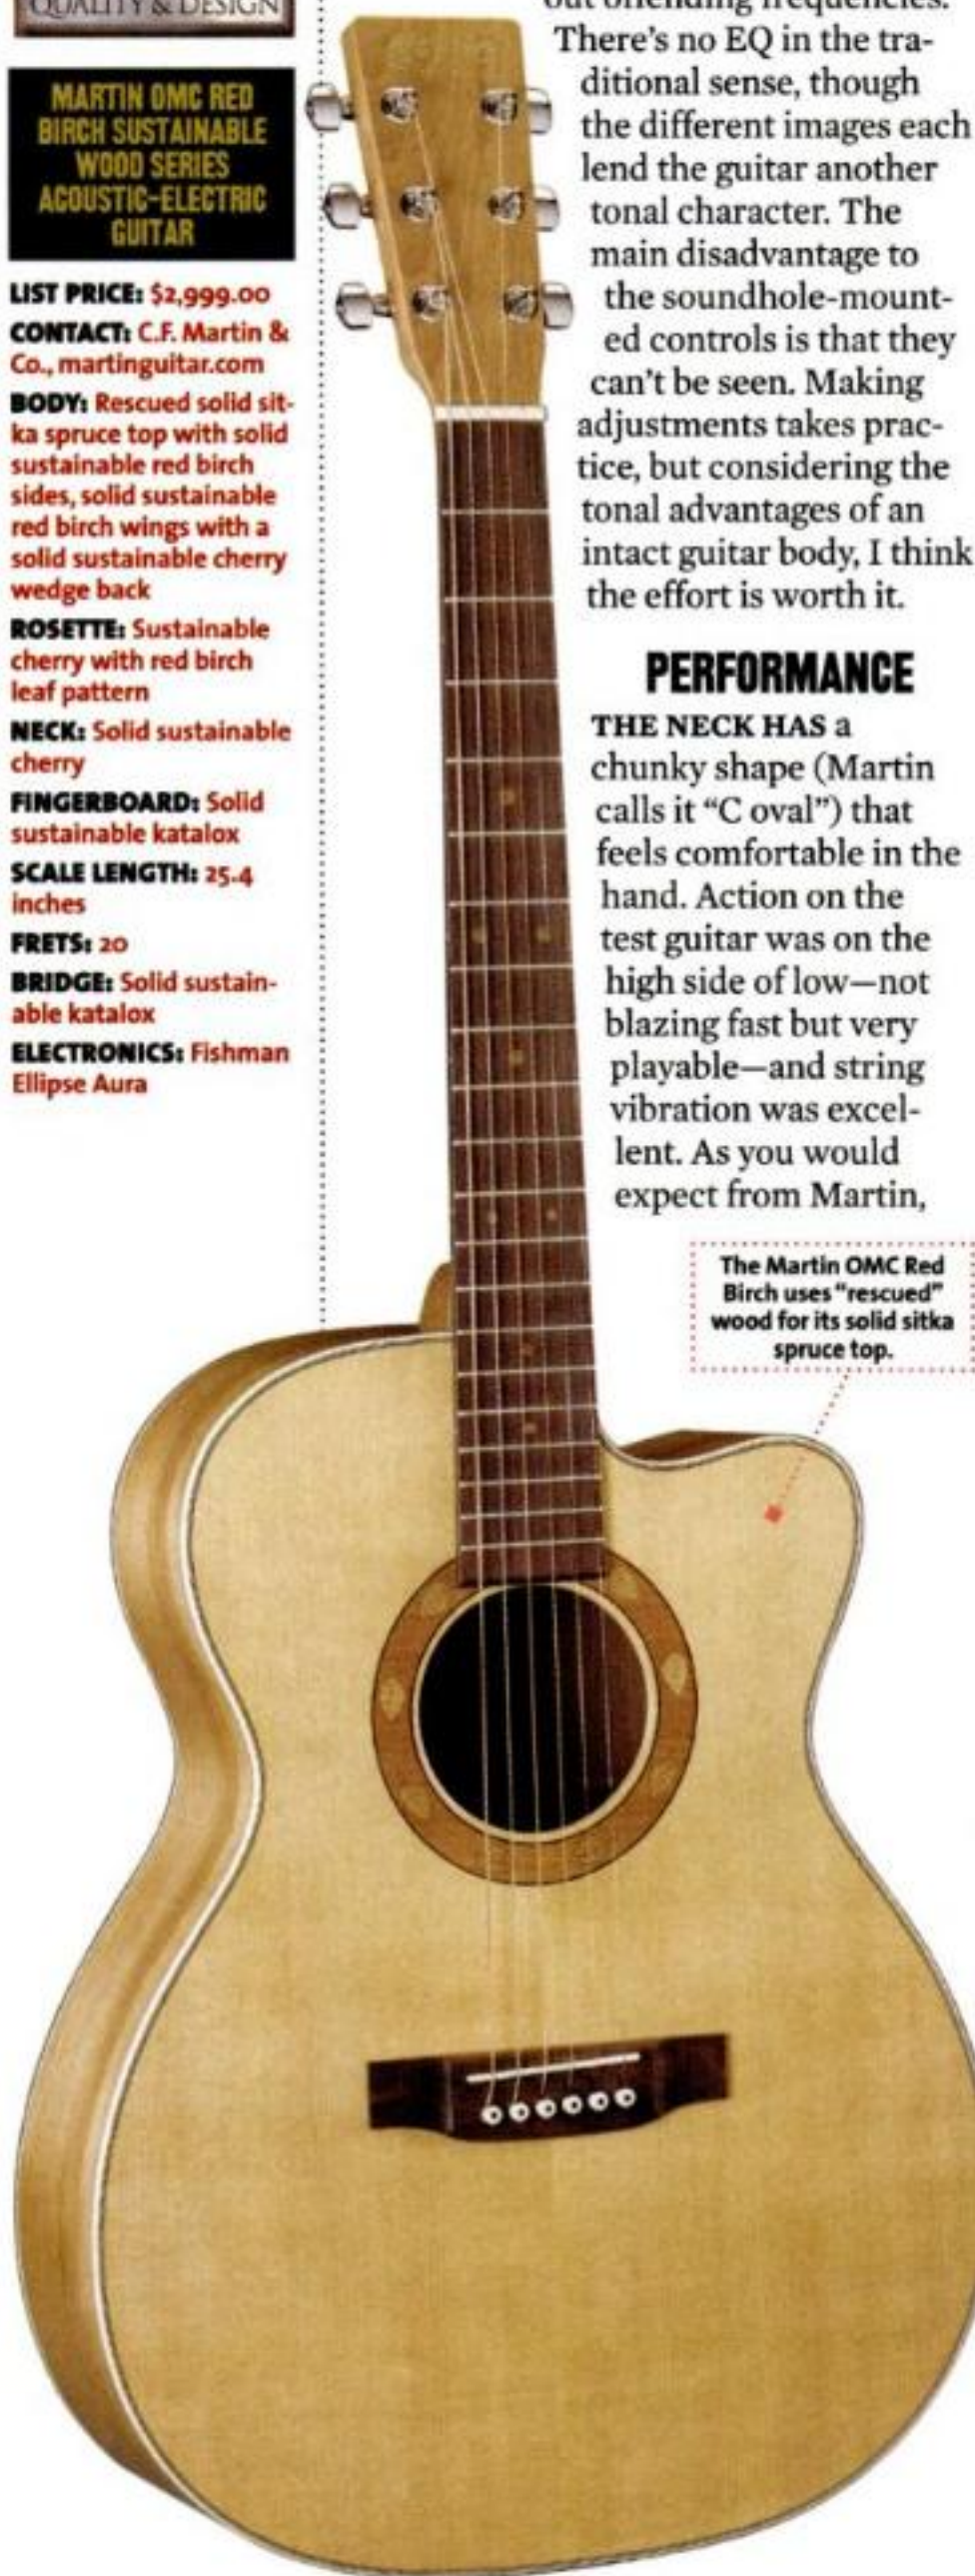 QUALITY & DESIGN
MARTIN OMC RED
BIRCH SUSTAINABLE
WOOD SERIES
ACOUSTIC-ELECTRIC
GUITAR
LIST PRICE: $2,999.00
CONTACT: C.F. Martin &
Co., martinguitar.com
BODY: Rescued solid sit-
ka spruce top with solid
sustainable red birch
sides, solid sustainable
red birch wings with a
solid sustainable cherry
wedge back
ROSETTE: Sustainable
cherry with red birch
leaf pattern
NECK: Solid sustainable
cherry
FINGERBOARD: Solid
sustainable katalox
SCALE LENGTH: 25.4
inches
FRETS: 20
BRIDGE: Solid sustain-
able katalox
ELECTRONICS: Fishman
Ellipse Aura
out offending frequencies.
There's no EQ in the tra-
ditional sense, though
the different images each
lend the guitar another
tonal character. The
main disadvantage to
the soundhole-mount-
ed controls is that they
can't be seen. Making
adjustments takes prac-
tice, but considering the
tonal advantages of an
intact guitar body, I think
the effort is worth it.
PERFORMANCE
THE NECK HAS a
chunky shape (Martin
calls it “C oval”) that
feels comfortable in the
hand. Action on the
test guitar was on the
high side of low—not
blazing fast but very
playable—and string
vibration was excel-
lent. As you would
expect from Martin,
The Martin OMC Red
Birch uses “rescued”
wood for its solid sitka
spruce top.